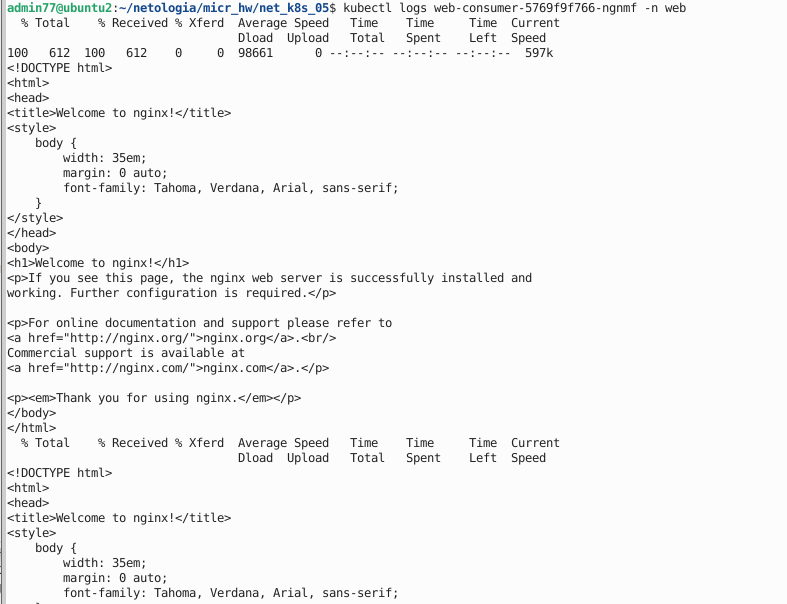 admin77@ubuntu2:~/netologia/micr_hw/net_k8s_05$ kubectl logs web-consumer-5769f9f766-ngnmf -n web
  % Total    % Received % Xferd  Average Speed   Time    Time     Time  Current
                                 Dload  Upload   Total   Spent    Left  Speed
100   612  100   612    0     0  98661      0 --:--:-- --:--:-- --:--:--  597k
<!DOCTYPE html>
<html>
<head>
<title>Welcome to nginx!</title>
<style>
    body {
        width: 35em;
        margin: 0 auto;
        font-family: Tahoma, Verdana, Arial, sans-serif;
    }
</style>
</head>
<body>
<h1>Welcome to nginx!</h1>
<p>If you see this page, the nginx web server is successfully installed and
working. Further configuration is required.</p>

<p>For online documentation and support please refer to
<a href="http://nginx.org/">nginx.org</a>.<br/>
Commercial support is available at
<a href="http://nginx.com/">nginx.com</a>.</p>

<p><em>Thank you for using nginx.</em></p>
</body>
</html>
  % Total    % Received % Xferd  Average Speed   Time    Time     Time  Current
                                 Dload  Upload   Total   Spent    Left  Speed
<!DOCTYPE html>
<html>
<head>
<title>Welcome to nginx!</title>
<style>
    body {
        width: 35em;
        margin: 0 auto;
        font-family: Tahoma, Verdana, Arial, sans-serif;